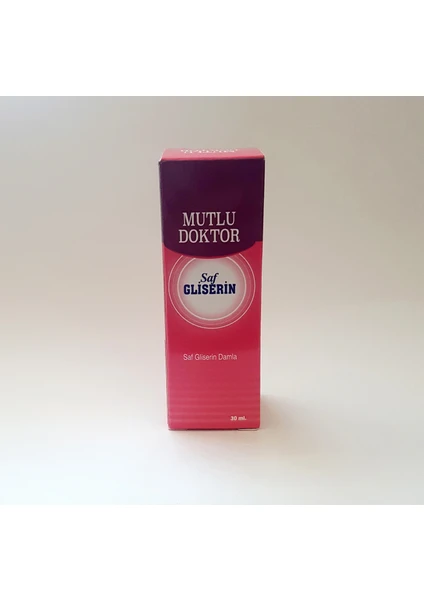 MUTLU
DOKTOR
Saf
GLİSERİN
Saf Gliserin Damla
30 mL.